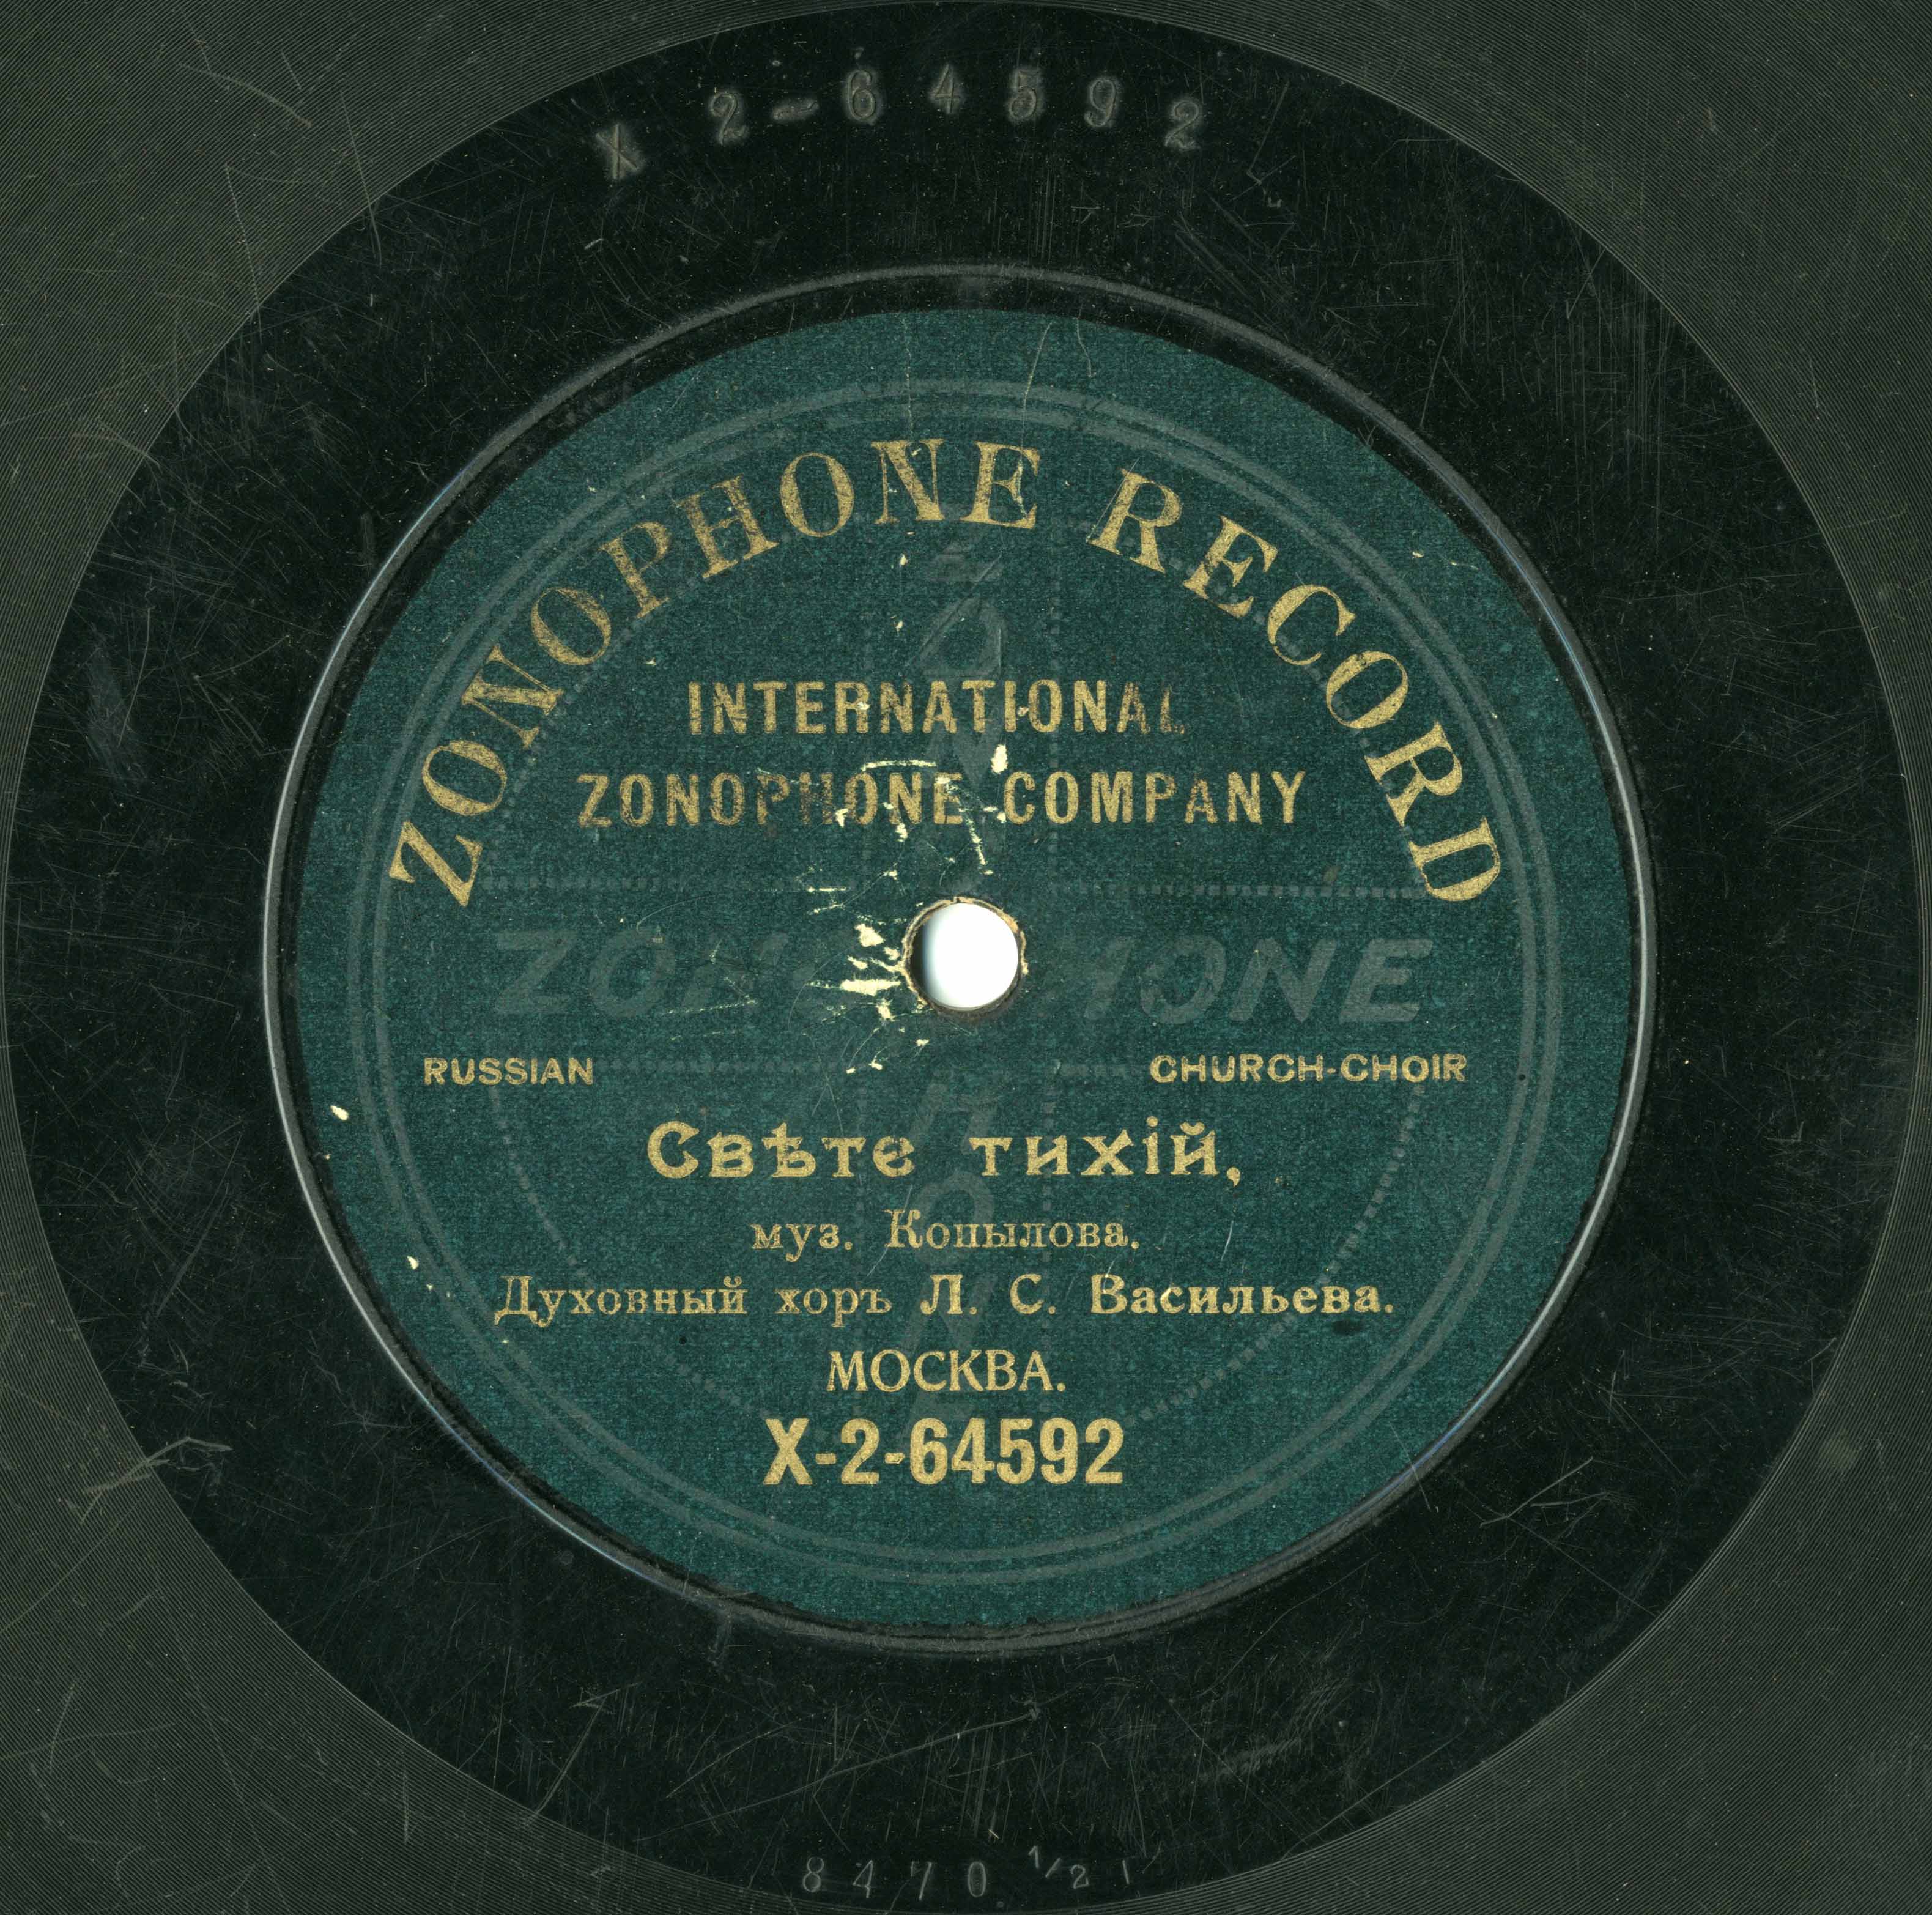 X 2-64592
ZONOPHONE RECORD
INTERNATIONAL
ZONOPHONE COMPANY
ZONOPHONE
RUSSIAN CHURCH-CHOIR
Свѣте тихій,
муз. Копылова.
Духовный хоръ Л. С. Васильева.
МОСКВА.
X-2-64592
8470 1/2 l